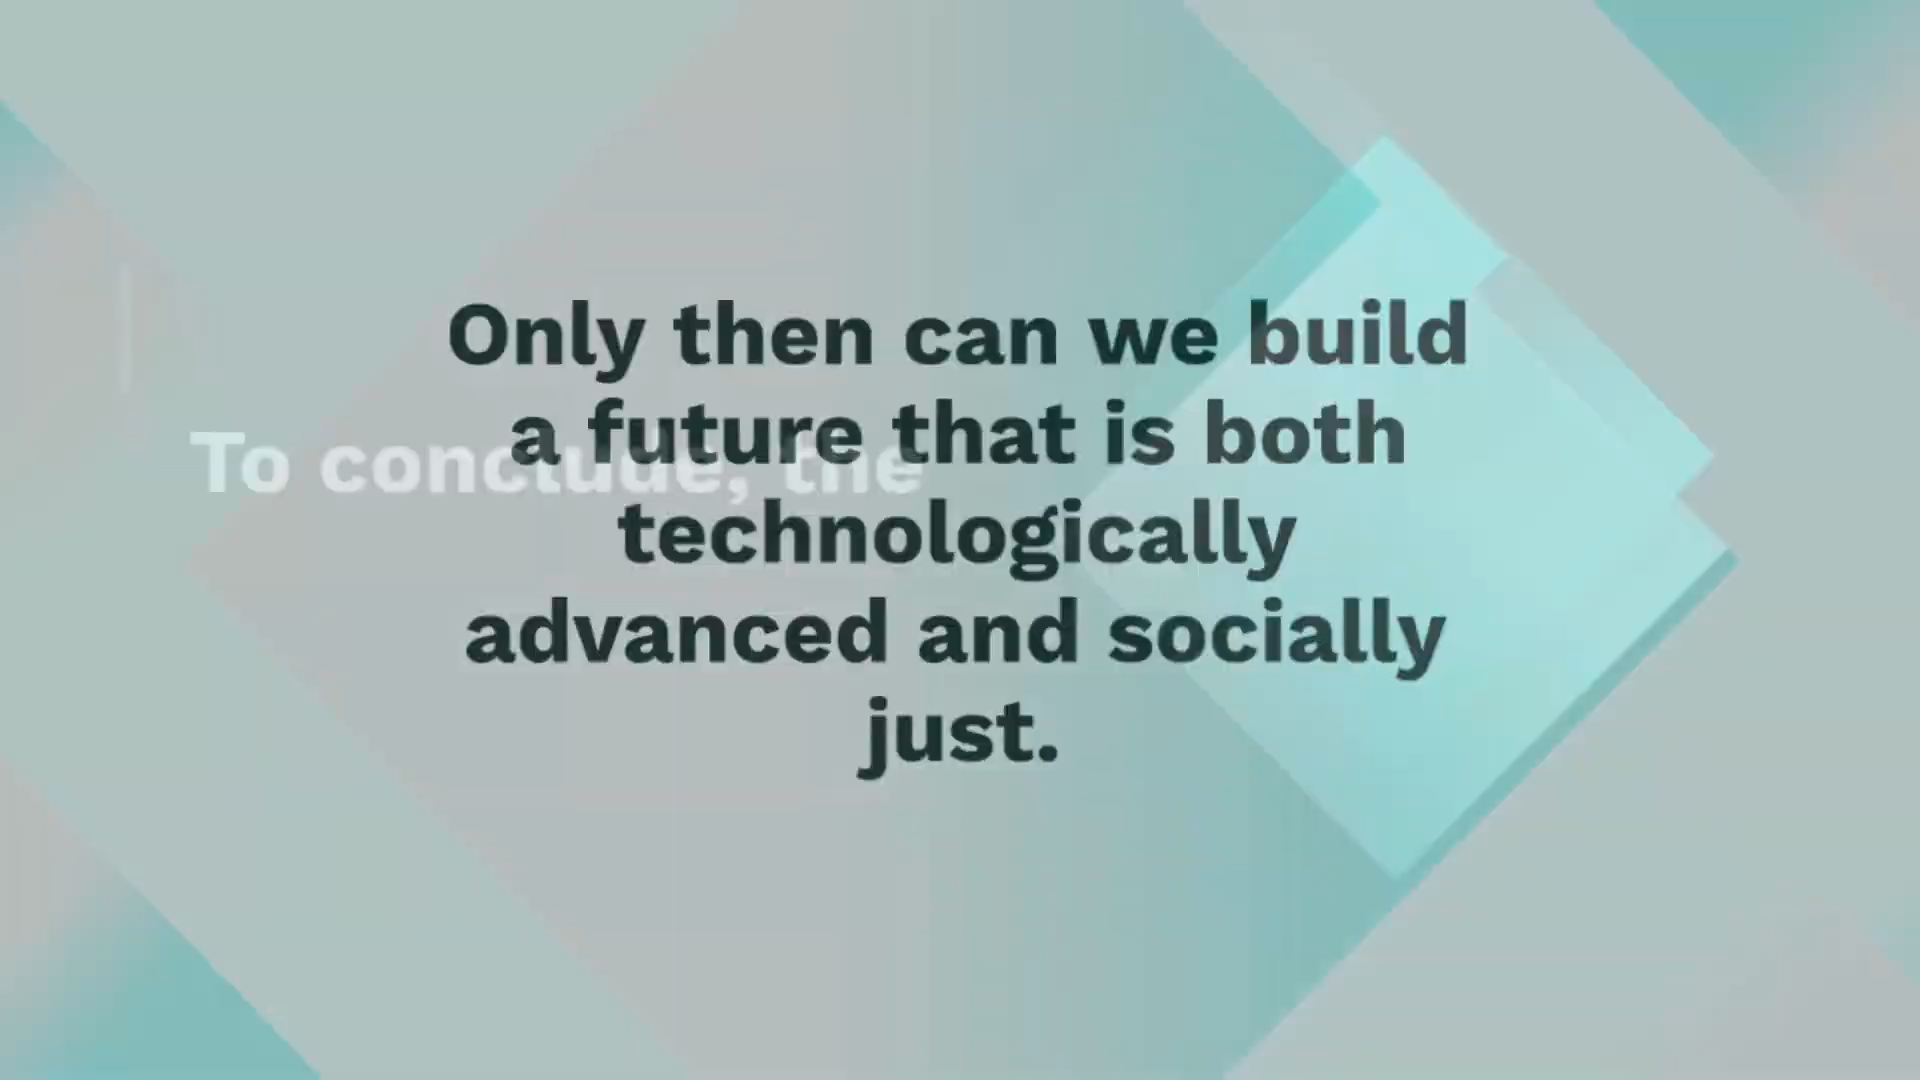 Only then can we build
a future that is both
To conclude, the
technologically
advanced and socially
just.